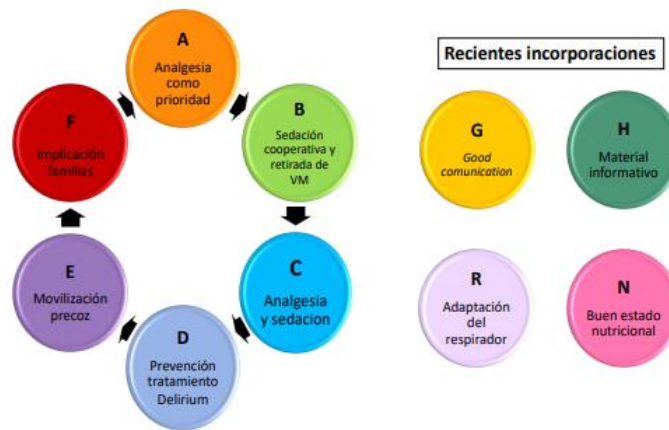 A
Analgesia
como
prioridad
B
Sedación
cooperativa y
retirada de
VM
C
Analgesia
y sedacion
D
Prevención
tratamiento
Delirium
E
Movilización
precoz
F
Implicación
familias
Recientes incorporaciones
G
Good
comunication
H
Material
informativo
R
Adaptación
del
respirador
N
Buen estado
nutricional